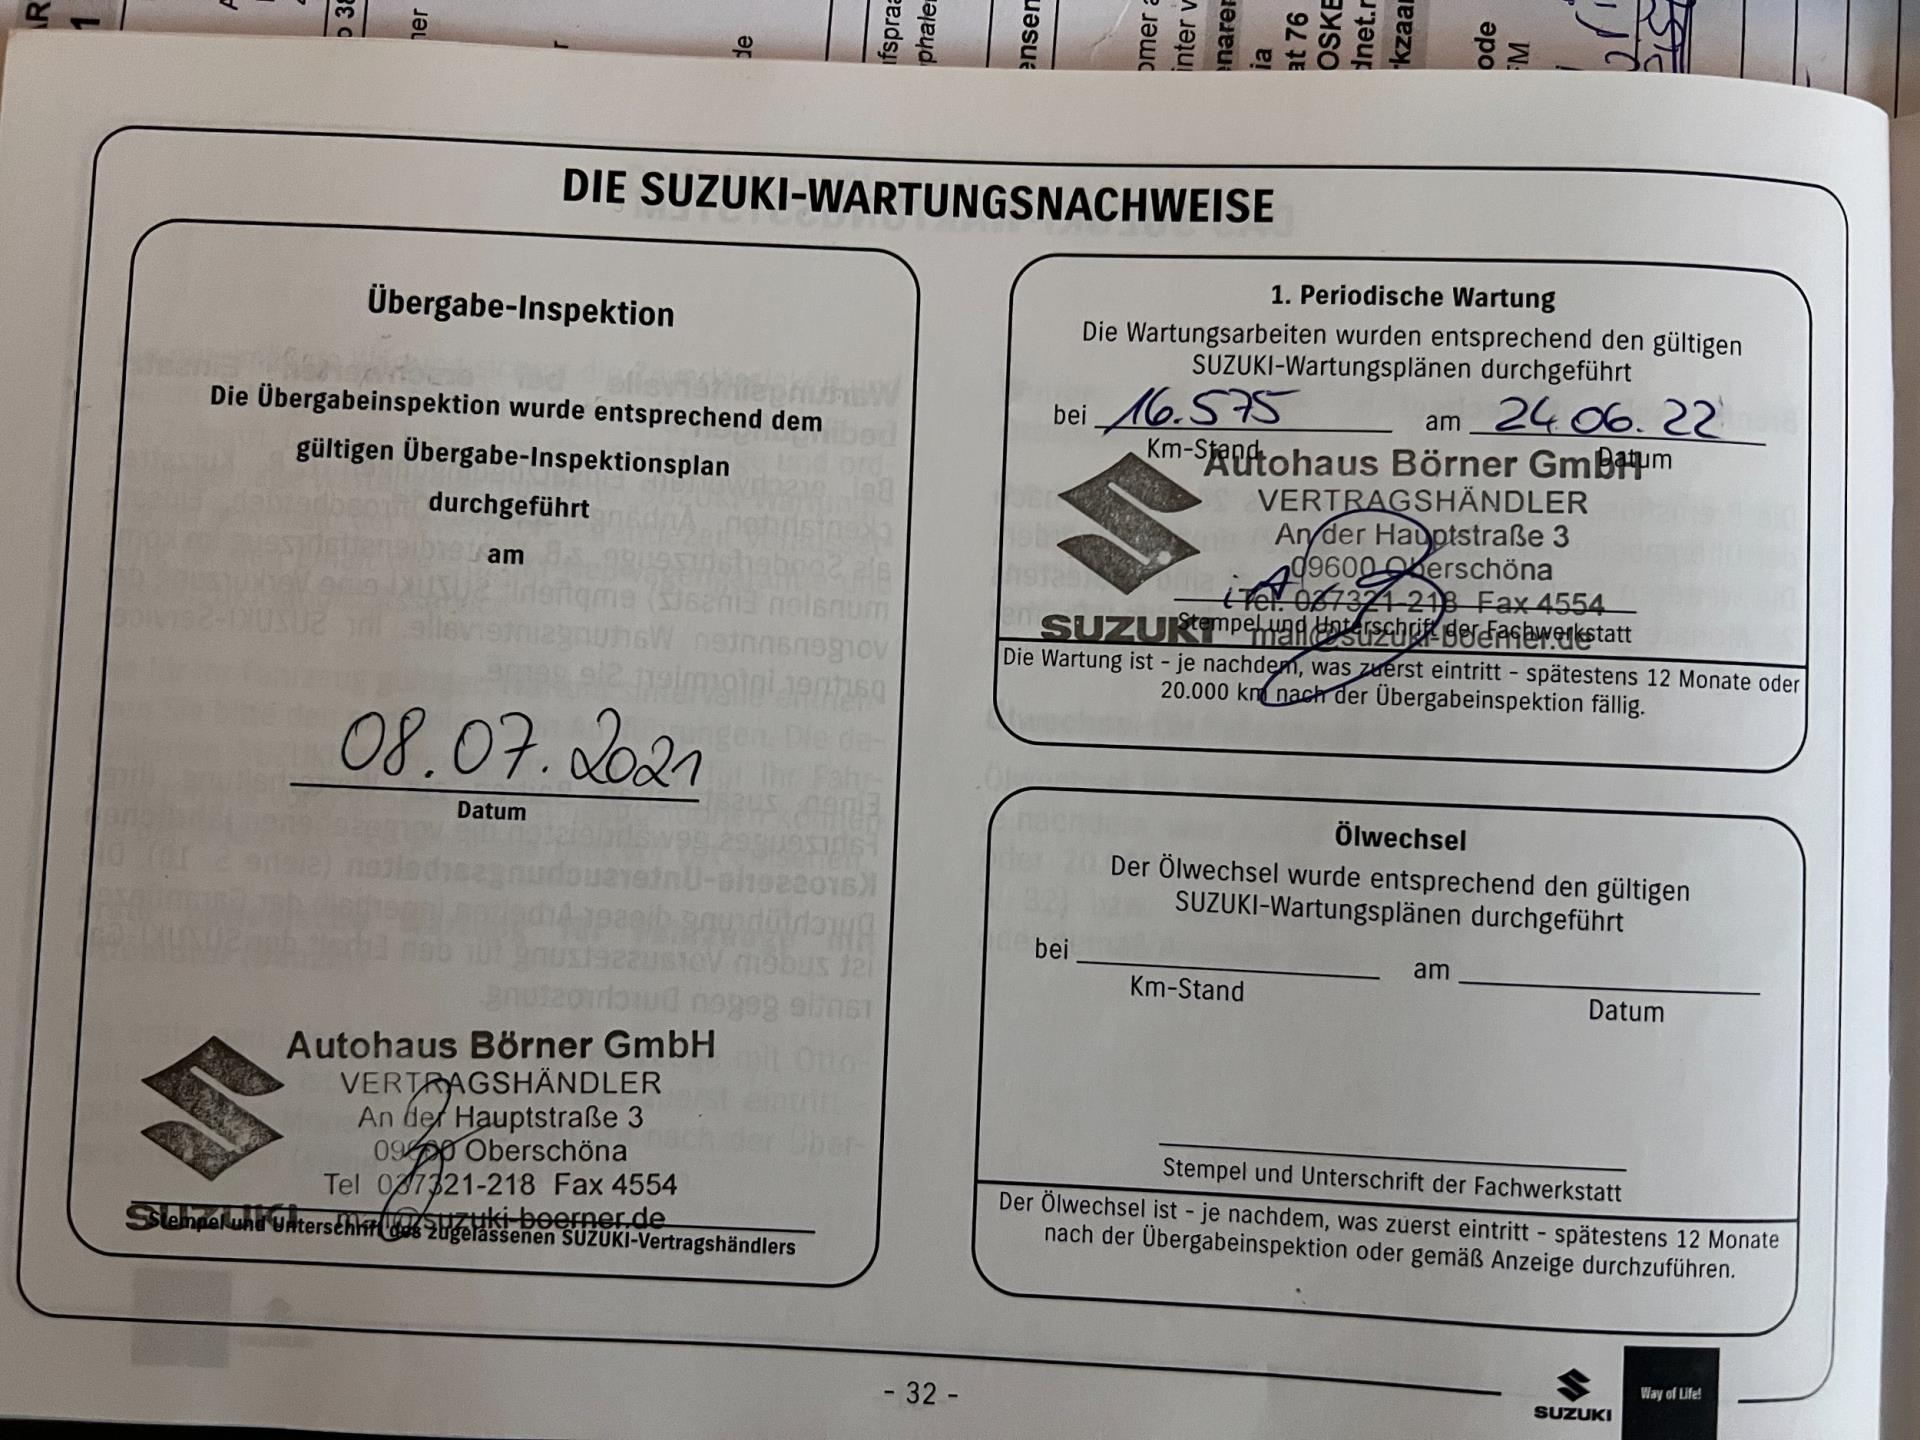 DIE SUZUKI-WARTUNGSNACHWEISE
Übergabe-Inspektion
Die Übergabeinspektion wurde entsprechend dem
gültigen Übergabe-Inspektionsplan
durchgeführt
am
08.07.2021
Datum
Autohaus Börner GmbH
VERTRAGSHÄNDLER
An der Hauptstraße 3
09600 Oberschöna
Tel 037321-218 Fax 4554
SUZUKI mail@suzuki-boerner.de
Stempel und Unterschrift des zugelassenen SUZUKI-Vertragshändlers
1. Periodische Wartung
Die Wartungsarbeiten wurden entsprechend den gültigen
SUZUKI-Wartungsplänen durchgeführt
bei 16.575 am 24.06.22
Km-Stand Datum
Autohaus Börner GmbH
VERTRAGSHÄNDLER
An der Hauptstraße 3
09600 Oberschöna
i.A.
Tel. 037321-218 Fax 4554
Stempel und Unterschrift der Fachwerkstatt
SUZUKI mail@suzuki-boerner.de
Die Wartung ist - je nachdem, was zuerst eintritt - spätestens 12 Monate oder
20.000 km nach der Übergabeinspektion fällig.
Ölwechsel
Der Ölwechsel wurde entsprechend den gültigen
SUZUKI-Wartungsplänen durchgeführt
bei am
Km-Stand Datum
Stempel und Unterschrift der Fachwerkstatt
Der Ölwechsel ist - je nachdem, was zuerst eintritt - spätestens 12 Monate
nach der Übergabeinspektion oder gemäß Anzeige durchzuführen.
- 32 -
SUZUKI
Way of Life!